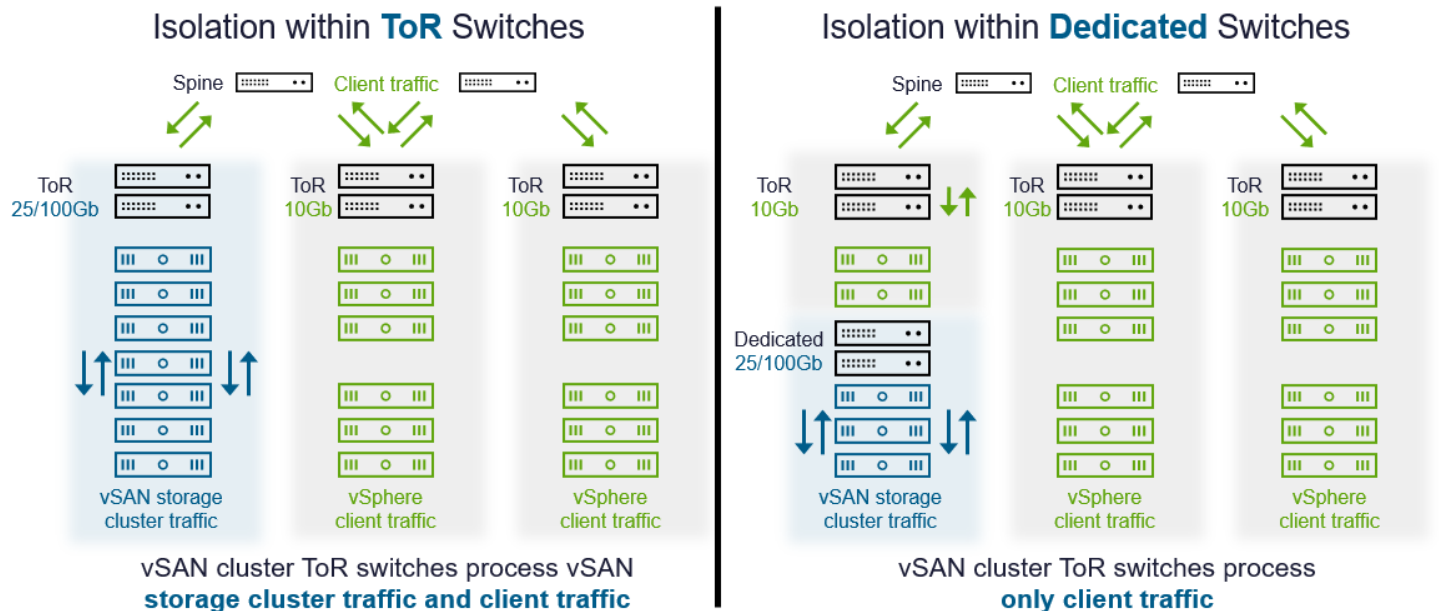 Isolation within ToR Switches
Spine
Client traffic
ToR
25/100Gb
ToR
10Gb
ToR
10Gb
vSAN storage
cluster traffic
vSphere
client traffic
vSphere
client traffic
vSAN cluster ToR switches process vSAN
storage cluster traffic and client traffic
Isolation within Dedicated Switches
Spine
Client traffic
ToR
10Gb
ToR
10Gb
ToR
10Gb
Dedicated
25/100Gb
vSAN storage
cluster traffic
vSphere
client traffic
vSphere
client traffic
vSAN cluster ToR switches process
only client traffic